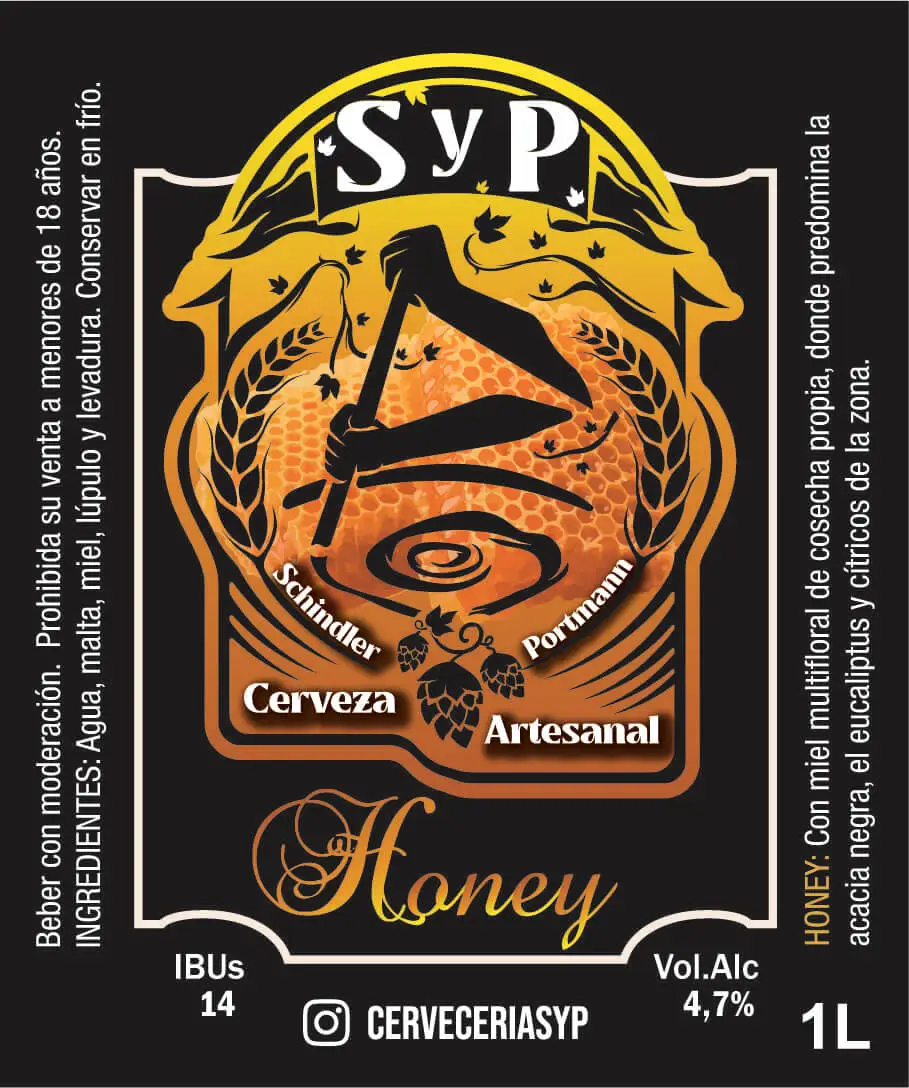 Beber con moderación.  Prohibida su venta a menores de 18 años.
INGREDIENTES: Agua, malta, miel, lúpulo y levadura. Conservar en frío.
SyP
Schindler
Portmann
Cerveza
Artesanal
Honey
IBUs
14
Vol.Alc
4,7%
CERVECERIASYP
1L
HONEY: Con miel multifloral de cosecha propia, donde predomina la
acacia negra, el eucaliptus y cítricos de la zona.